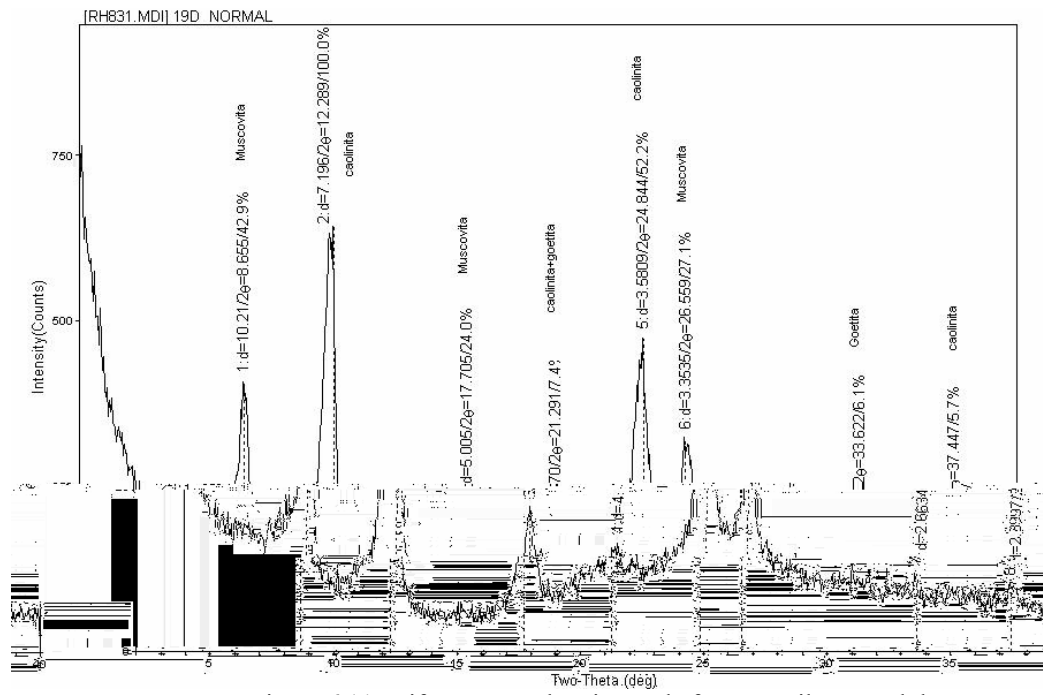 [RH831.MDI] 19D NORMAL
Intensity(Counts)
750
500
1:d=10.21/2θ=8.655/42.9%
Muscovita
2:d=7.196/2θ=12.289/100.0%
caolinita
:d=5.005/2θ=17.705/24.0%
Muscovita
70/2θ=21.291/7.4%
caolinita+goetita
5:d=3.5809/2θ=24.844/52.2%
caolinita
6:d=3.3535/2θ=26.559/27.1%
Muscovita
2θ=33.622/6.1%
Goetita
=37.447/5.7%
caolinita
4:d=4
d=2.6634
5 10 15 20 25 30 35
Two-Theta (deg)